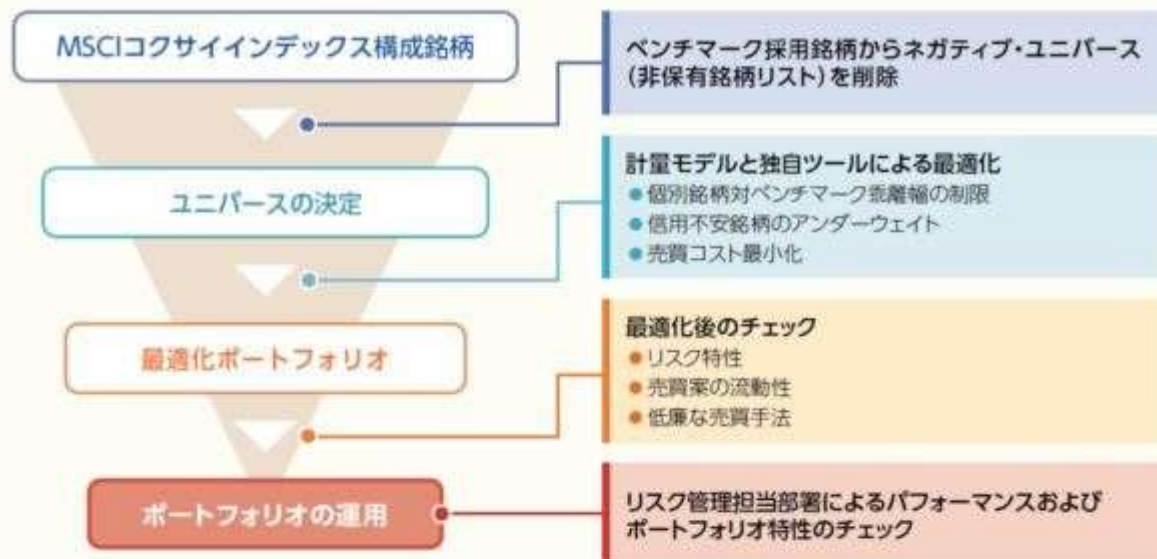 MSCIコクサイインデックス構成銘柄
ベンチマーク採用銘柄からネガティブ・ユニバース
(非保有銘柄リスト)を削除
ユニバースの決定
計量モデルと独自ツールによる最適化
●個別銘柄対ベンチマーク乖離幅の制限
●信用不安銘柄のアンダーウェイト
●売買コスト最小化
最適化ポートフォリオ
最適化後のチェック
●リスク特性
●売買案の流動性
●低廉な売買手法
ポートフォリオの運用
リスク管理担当部署によるパフォーマンスおよび
ポートフォリオ特性のチェック